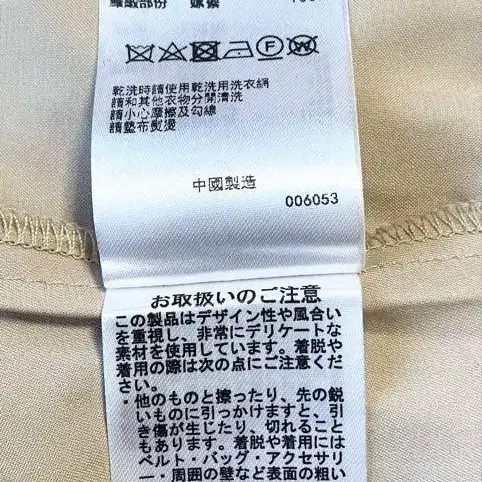 乾洗時請使用乾洗用洗衣網
請和其他衣物分開清洗
請小心摩擦及勾線
請墊布熨燙
中國製造
006053
お取扱いのご注意
この製品はデザイン性や風合い
を重視し、非常にデリケートな
素材を使用しています。着脱や
着用の際は次の点にご注意くだ
さい。
・他のものと擦ったり、先の鋭
いものに引っかけますと、引
き傷が生じたり、切れること
もあります。着脱や着用には
ベルト・バッグ・アクセサリ
ー・周囲の壁など表面の粗い